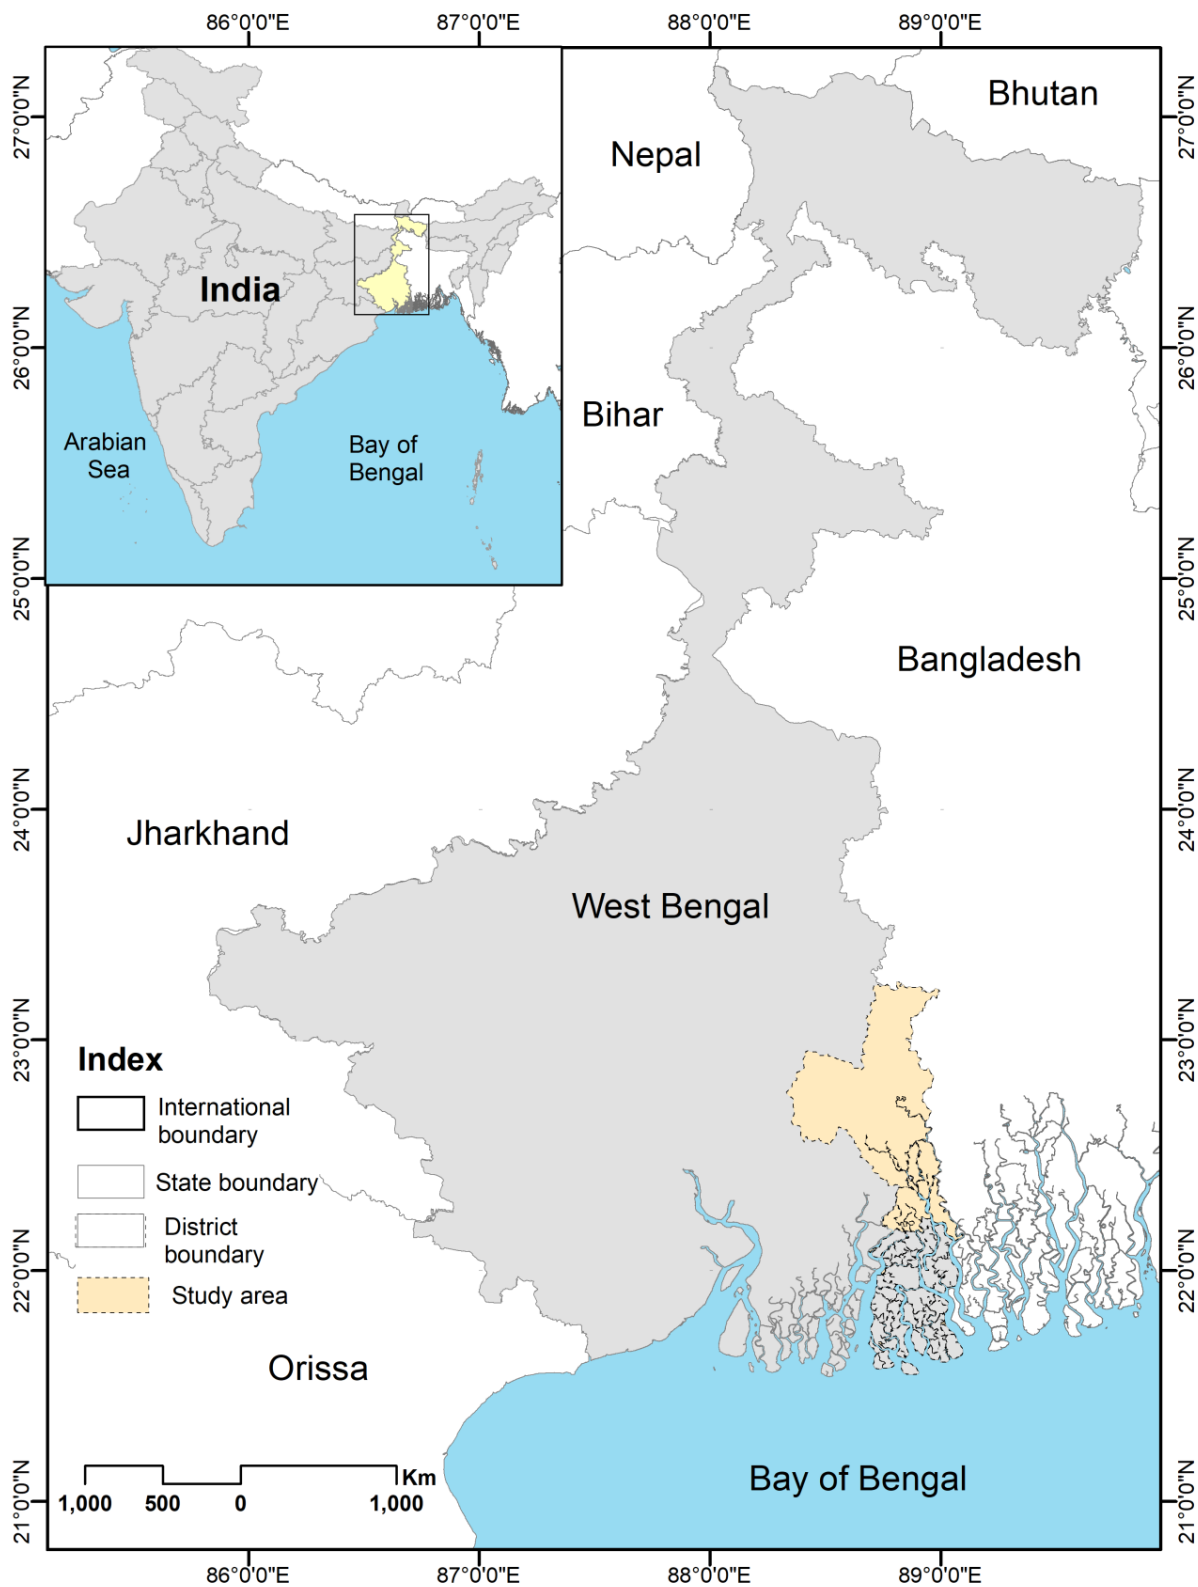 86°0'0"E
87°0'0"E
88°0'0"E
89°0'0"E
27°0'0"N
26°0'0"N
25°0'0"N
24°0'0"N
23°0'0"N
22°0'0"N
21°0'0"N
India
Arabian
Sea
Bay of
Bengal
Nepal
Bhutan
Bihar
Bangladesh
Jharkhand
West Bengal
Orissa
Bay of Bengal
Index
International
boundary
State boundary
District
boundary
Study area
Km
1,000
500
0
1,000
27°0'0"N
26°0'0"N
25°0'0"N
24°0'0"N
23°0'0"N
22°0'0"N
21°0'0"N
86°0'0"E
87°0'0"E
88°0'0"E
89°0'0"E